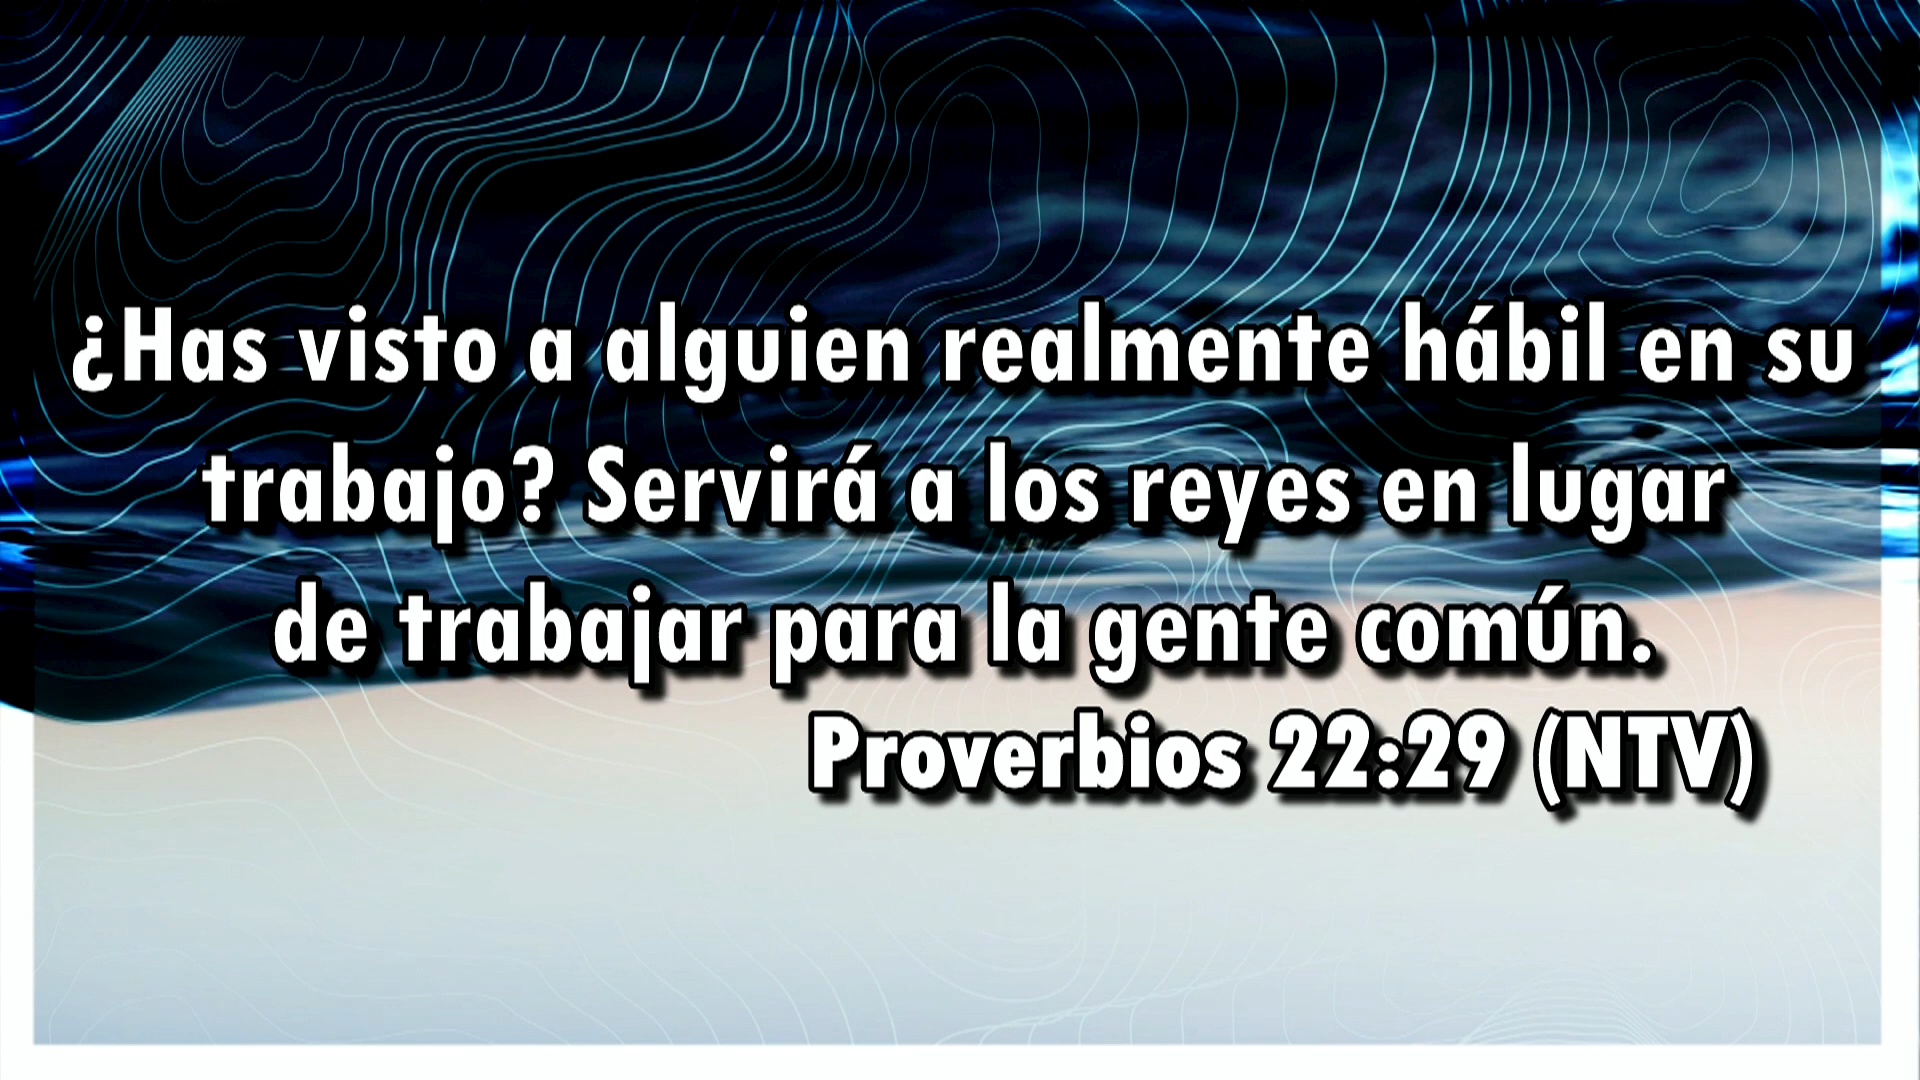 ¿Has visto a alguien realmente hábil en su
trabajo? Servirá a los reyes en lugar
de trabajar para la gente común.
Proverbios 22:29 (NTV)